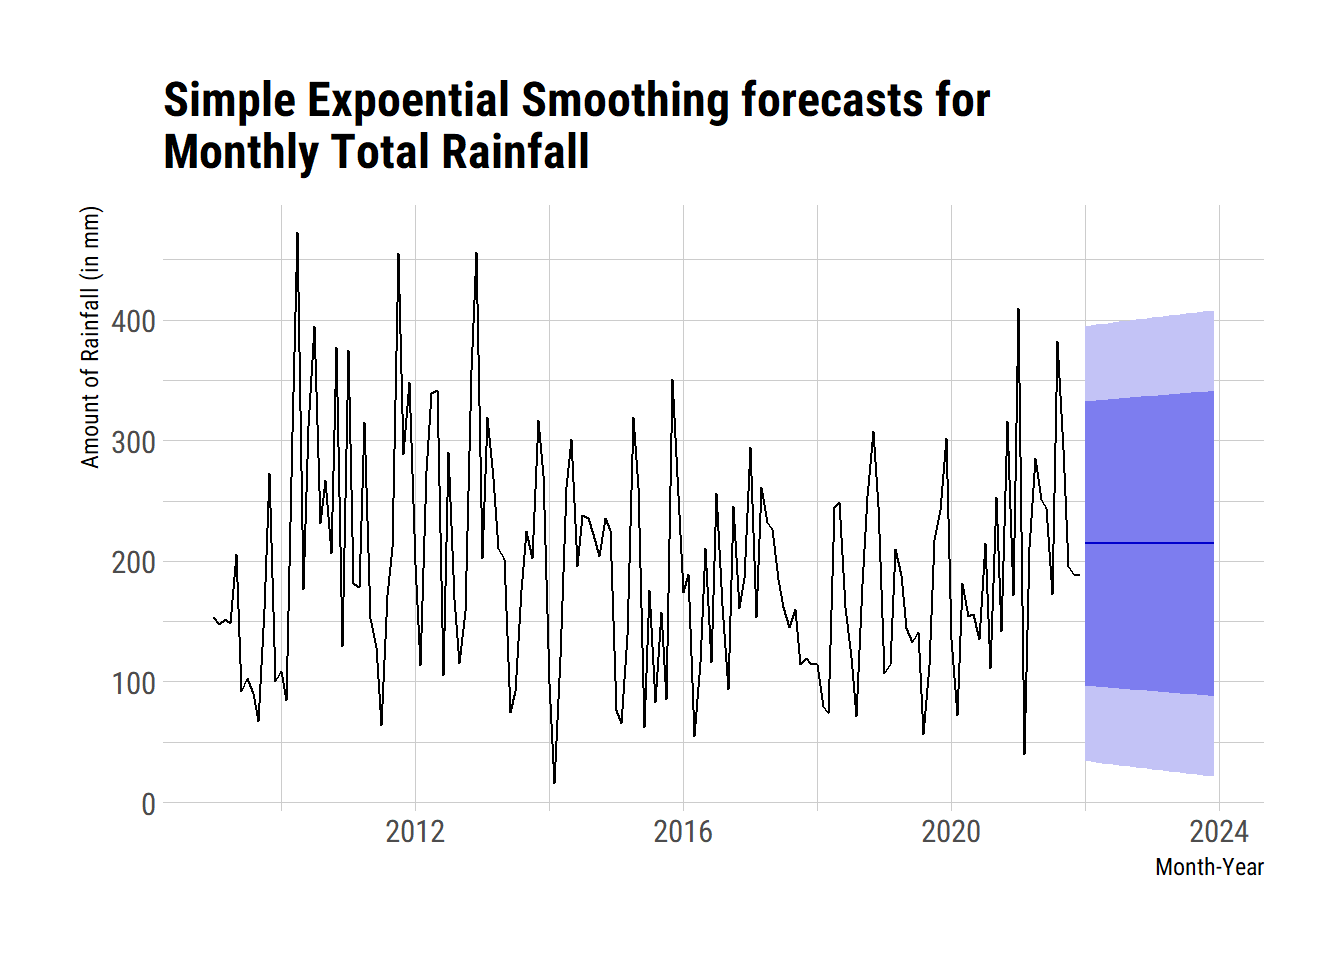 Simple Expoential Smoothing forecasts for
Monthly Total Rainfall
Amount of Rainfall (in mm)
400
300
200
100
0
2012 2016 2020 2024
Month-Year